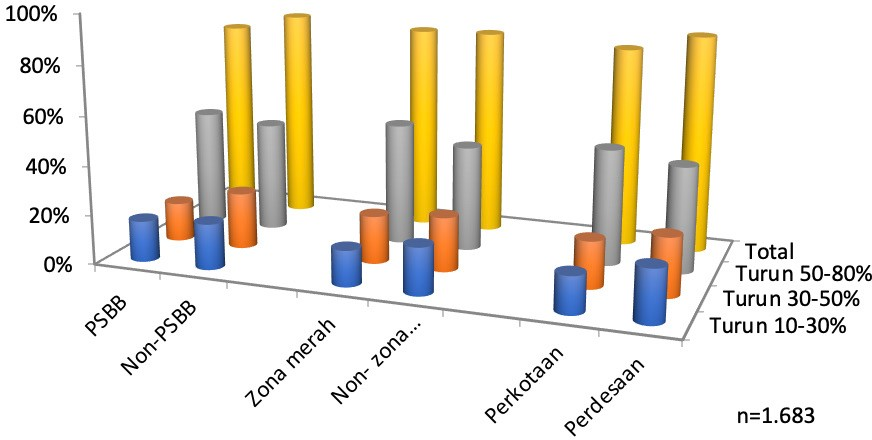 100%
80%
60%
40%
20%
0%
PSBB
Non-PSBB
Zona merah
Non- zona...
Perkotaan
Perdesaan
Total
Turun 50-80%
Turun 30-50%
Turun 10-30%
n=1.683